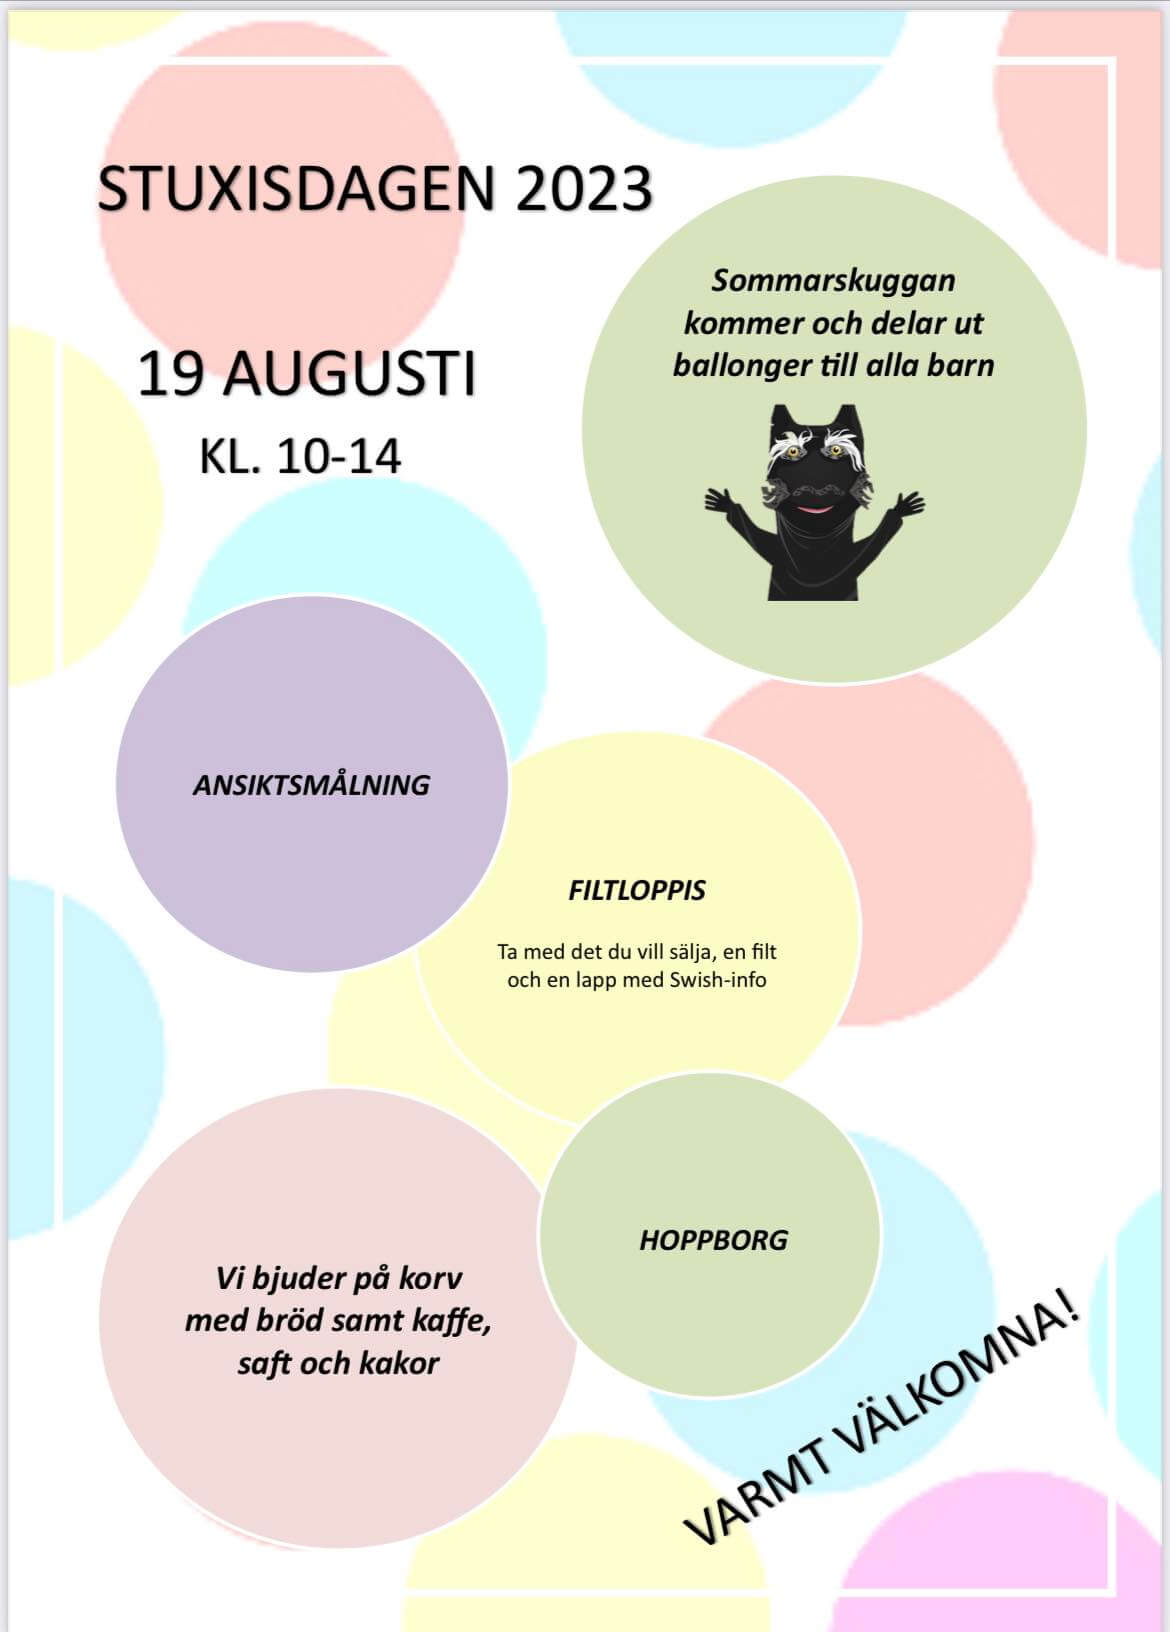 STUXISDAGEN 2023
19 AUGUSTI
KL. 10-14
Sommarskuggan
kommer och delar ut
ballonger till alla barn
ANSIKTSMÅLNING
FILTLOPPIS
Ta med det du vill sälja, en filt
och en lapp med Swish-info
HOPPBORG
Vi bjuder på korv
med bröd samt kaffe,
saft och kakor
VARMT VÄLKOMNA!